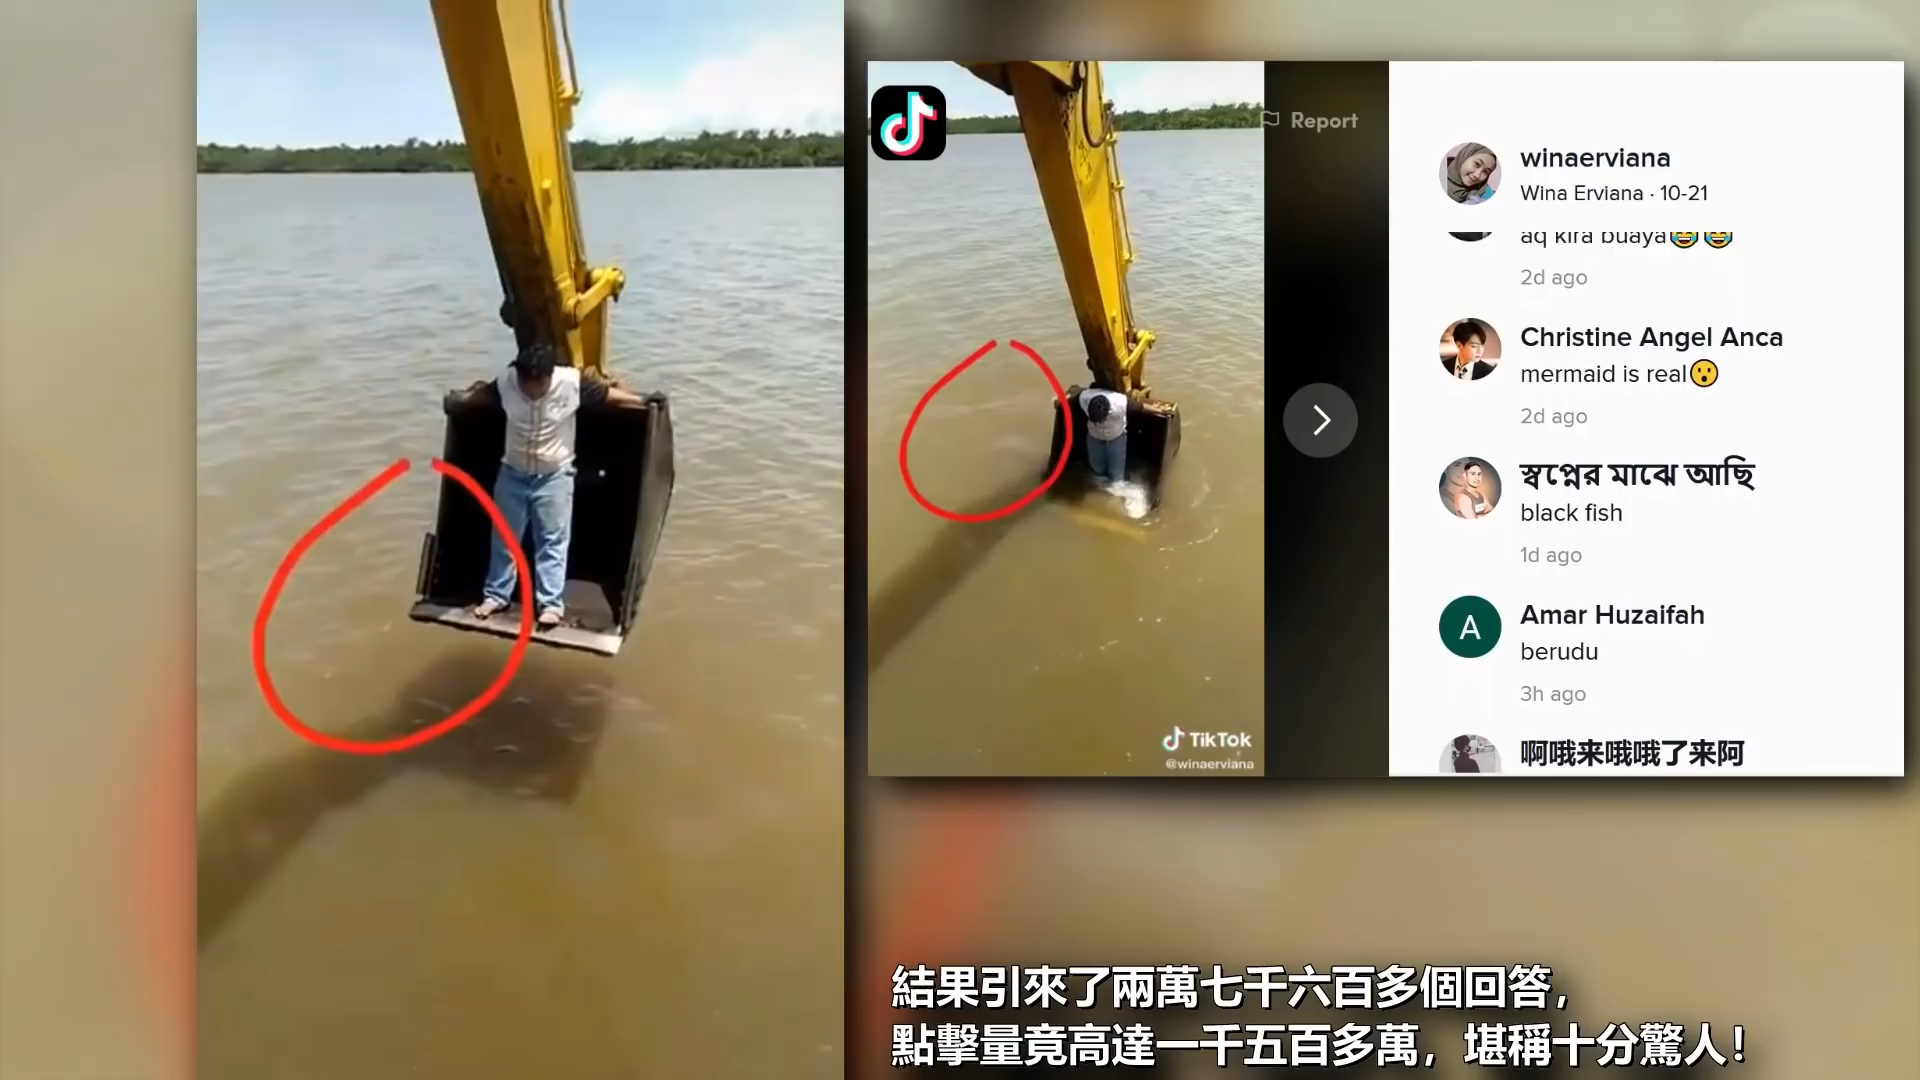 Report
winaerviana
Wina Erviana · 10-21
aq kira buaya😂😂
2d ago
Christine Angel Anca
mermaid is real😮
2d ago
স্বপ্নের মাঝে আছি
black fish
1d ago
A
Amar Huzaifah
berudu
3h ago
啊哦来哦哦了来阿
TikTok
@winaerviana
結果引來了兩萬七千六百多個回答，
點擊量竟高達一千五百多萬，堪稱十分驚人！